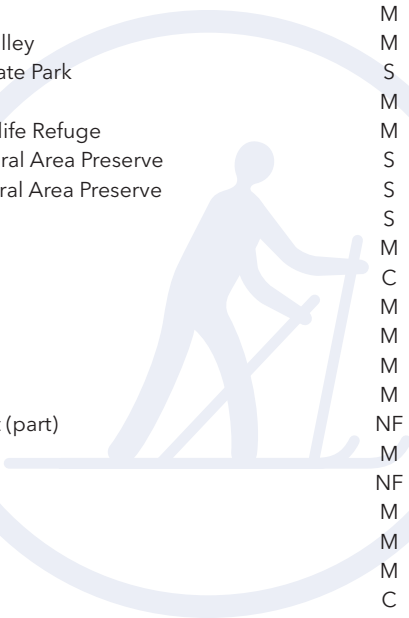 M
lley M
ate Park S
M
life Refuge M
ral Area Preserve S
ral Area Preserve S
S
M
C
M
M
M
M
(part) NF
M
NF
M
M
M
C